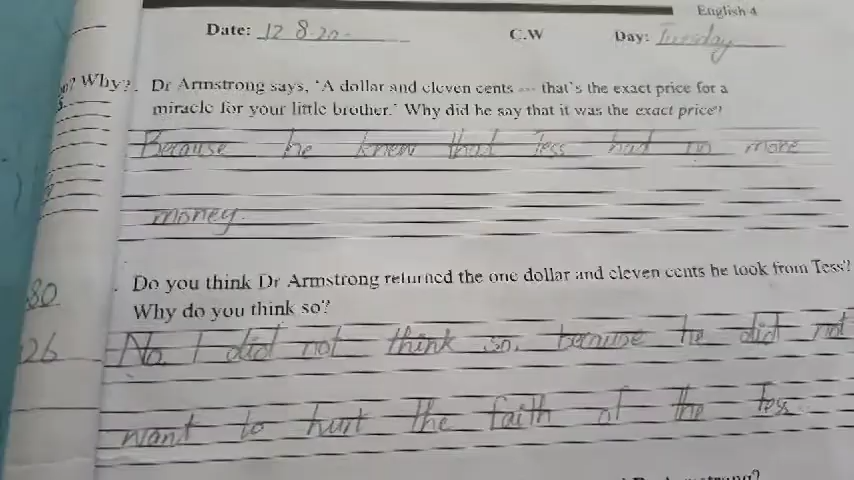 English 4
Date: 12 8.20 C.W Day: Tuesday
Why?. Dr Armstrong says, 'A dollar and eleven cents --- that's the exact price for a
miracle for your little brother.' Why did he say that it was the exact price?
Because he knew that Tess had no more
money.
Do you think Dr Armstrong returned the one dollar and eleven cents he took from Tess?
80
Why do you think so?
26
No I did not think so. because he did not
want to hurt the faith of the Tess